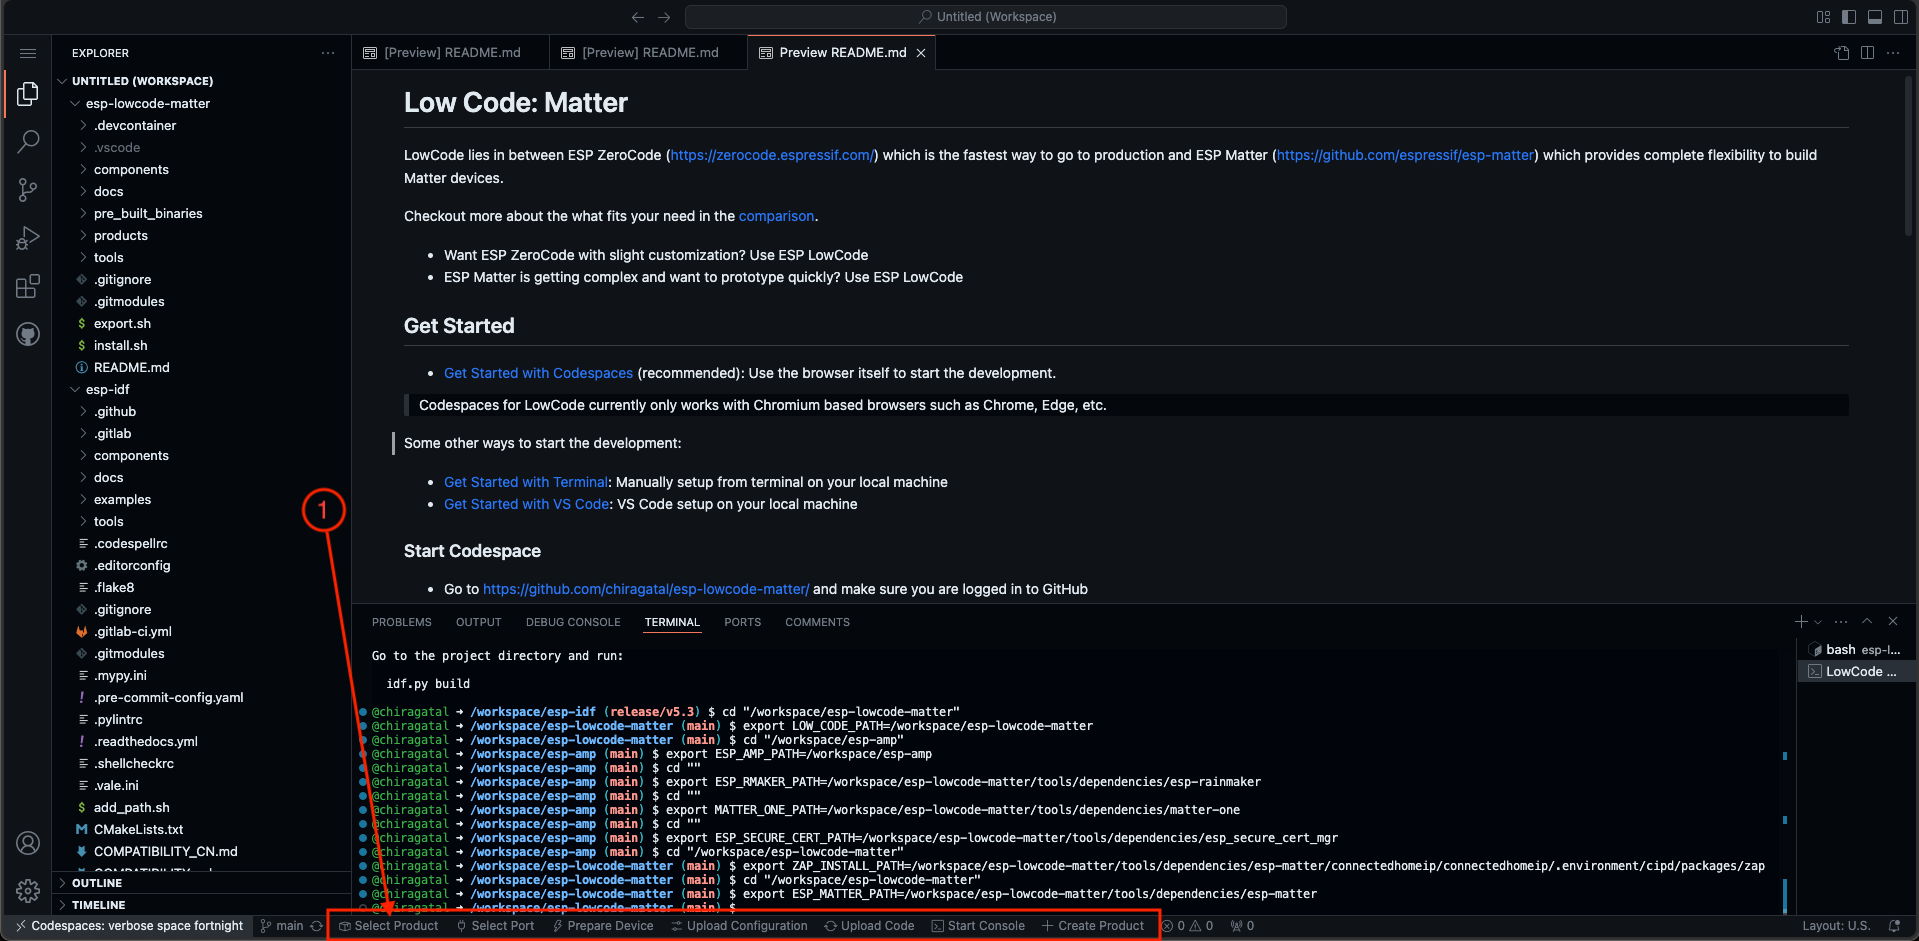 Untitled (Workspace)
EXPLORER
[Preview] README.md
[Preview] README.md
Preview README.md
UNTITLED (WORKSPACE)
esp-lowcode-matter
.devcontainer
.vscode
components
docs
pre_built_binaries
products
tools
.gitignore
.gitmodules
$ export.sh
$ install.sh
README.md
esp-idf
.github
.gitlab
components
docs
examples
tools
.codespellrc
.editorconfig
.flake8
.gitignore
.gitlab-ci.yml
.gitmodules
.mypy.ini
! .pre-commit-config.yaml
.pylintrc
! .readthedocs.yml
.shellcheckrc
.vale.ini
$ add_path.sh
M CMakeLists.txt
COMPATIBILITY_CN.md
OUTLINE
TIMELINE
Low Code: Matter
LowCode lies in between ESP ZeroCode (https://zerocode.espressif.com/) which is the fastest way to go to production and ESP Matter (https://github.com/espressif/esp-matter) which provides complete flexibility to build
Matter devices.
Checkout more about the what fits your need in the comparison.
• Want ESP ZeroCode with slight customization? Use ESP LowCode
• ESP Matter is getting complex and want to prototype quickly? Use ESP LowCode
Get Started
• Get Started with Codespaces (recommended): Use the browser itself to start the development.
Codespaces for LowCode currently only works with Chromium based browsers such as Chrome, Edge, etc.
Some other ways to start the development:
• Get Started with Terminal: Manually setup from terminal on your local machine
• Get Started with VS Code: VS Code setup on your local machine
Start Codespace
• Go to https://github.com/chiragatal/esp-lowcode-matter/ and make sure you are logged in to GitHub
1
PROBLEMS OUTPUT DEBUG CONSOLE TERMINAL PORTS COMMENTS
bash esp-l...
LowCode ...
Go to the project directory and run:
idf.py build
@chiragatal ➜ /workspace/esp-idf (release/v5.3) $ cd "/workspace/esp-lowcode-matter"
@chiragatal ➜ /workspace/esp-lowcode-matter (main) $ export LOW_CODE_PATH=/workspace/esp-lowcode-matter
@chiragatal ➜ /workspace/esp-lowcode-matter (main) $ cd "/workspace/esp-amp"
@chiragatal ➜ /workspace/esp-amp (main) $ export ESP_AMP_PATH=/workspace/esp-amp
@chiragatal ➜ /workspace/esp-amp (main) $ cd ""
@chiragatal ➜ /workspace/esp-amp (main) $ export ESP_RMAKER_PATH=/workspace/esp-lowcode-matter/tools/dependencies/esp-rainmaker
@chiragatal ➜ /workspace/esp-amp (main) $ cd ""
@chiragatal ➜ /workspace/esp-amp (main) $ export MATTER_ONE_PATH=/workspace/esp-lowcode-matter/tools/dependencies/matter-one
@chiragatal ➜ /workspace/esp-amp (main) $ cd ""
@chiragatal ➜ /workspace/esp-amp (main) $ export ESP_SECURE_CERT_PATH=/workspace/esp-lowcode-matter/tools/dependencies/esp_secure_cert_mgr
@chiragatal ➜ /workspace/esp-amp (main) $ cd "/workspace/esp-lowcode-matter"
@chiragatal ➜ /workspace/esp-lowcode-matter (main) $ export ZAP_INSTALL_PATH=/workspace/esp-lowcode-matter/tools/dependencies/esp-matter/connectedhomeip/connectedhomeip/.environment/cipd/packages/zap
@chiragatal ➜ /workspace/esp-lowcode-matter (main) $ cd "/workspace/esp-lowcode-matter"
@chiragatal ➜ /workspace/esp-lowcode-matter (main) $ export ESP_MATTER_PATH=/workspace/esp-lowcode-matter/tools/dependencies/esp-matter
@chiragatal ➜ /workspace/esp-lowcode-matter (main) $
Codespaces: verbose space fortnight main Select Product Select Port Prepare Device Upload Configuration Upload Code Start Console Create Product 0 0 0 Layout: U.S.